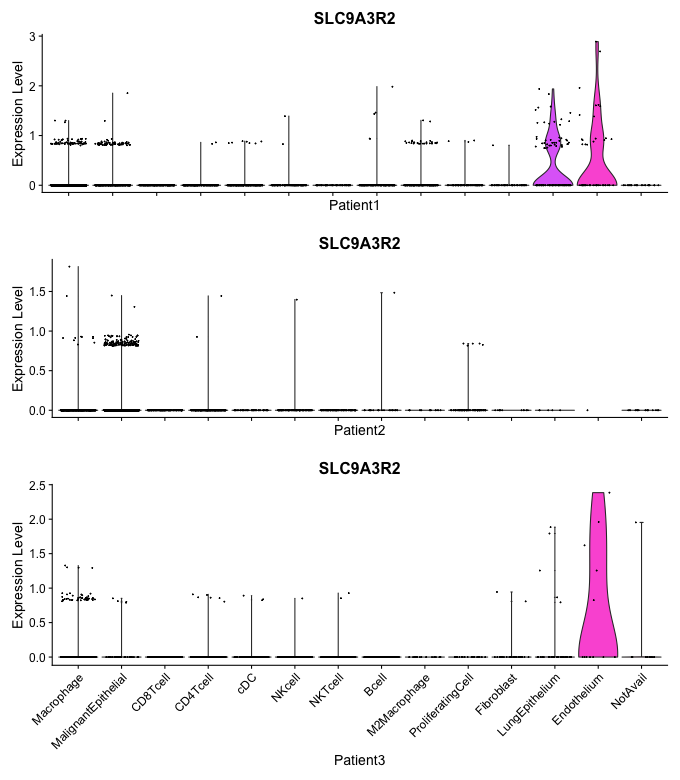 SLC9A3R2
Expression Level
3
2
1
0
Patient1
SLC9A3R2
Expression Level
1.5
1.0
0.5
0.0
Patient2
SLC9A3R2
Expression Level
2.5
2.0
1.5
1.0
0.5
0.0
Macrophage
MalignantEpithelial
CD8Tcell
CD4Tcell
cDC
NKcell
NKTcell
Bcell
M2Macrophage
ProliferatingCell
Fibroblast
LungEpithelium
Endothelium
NotAvail
Patient3